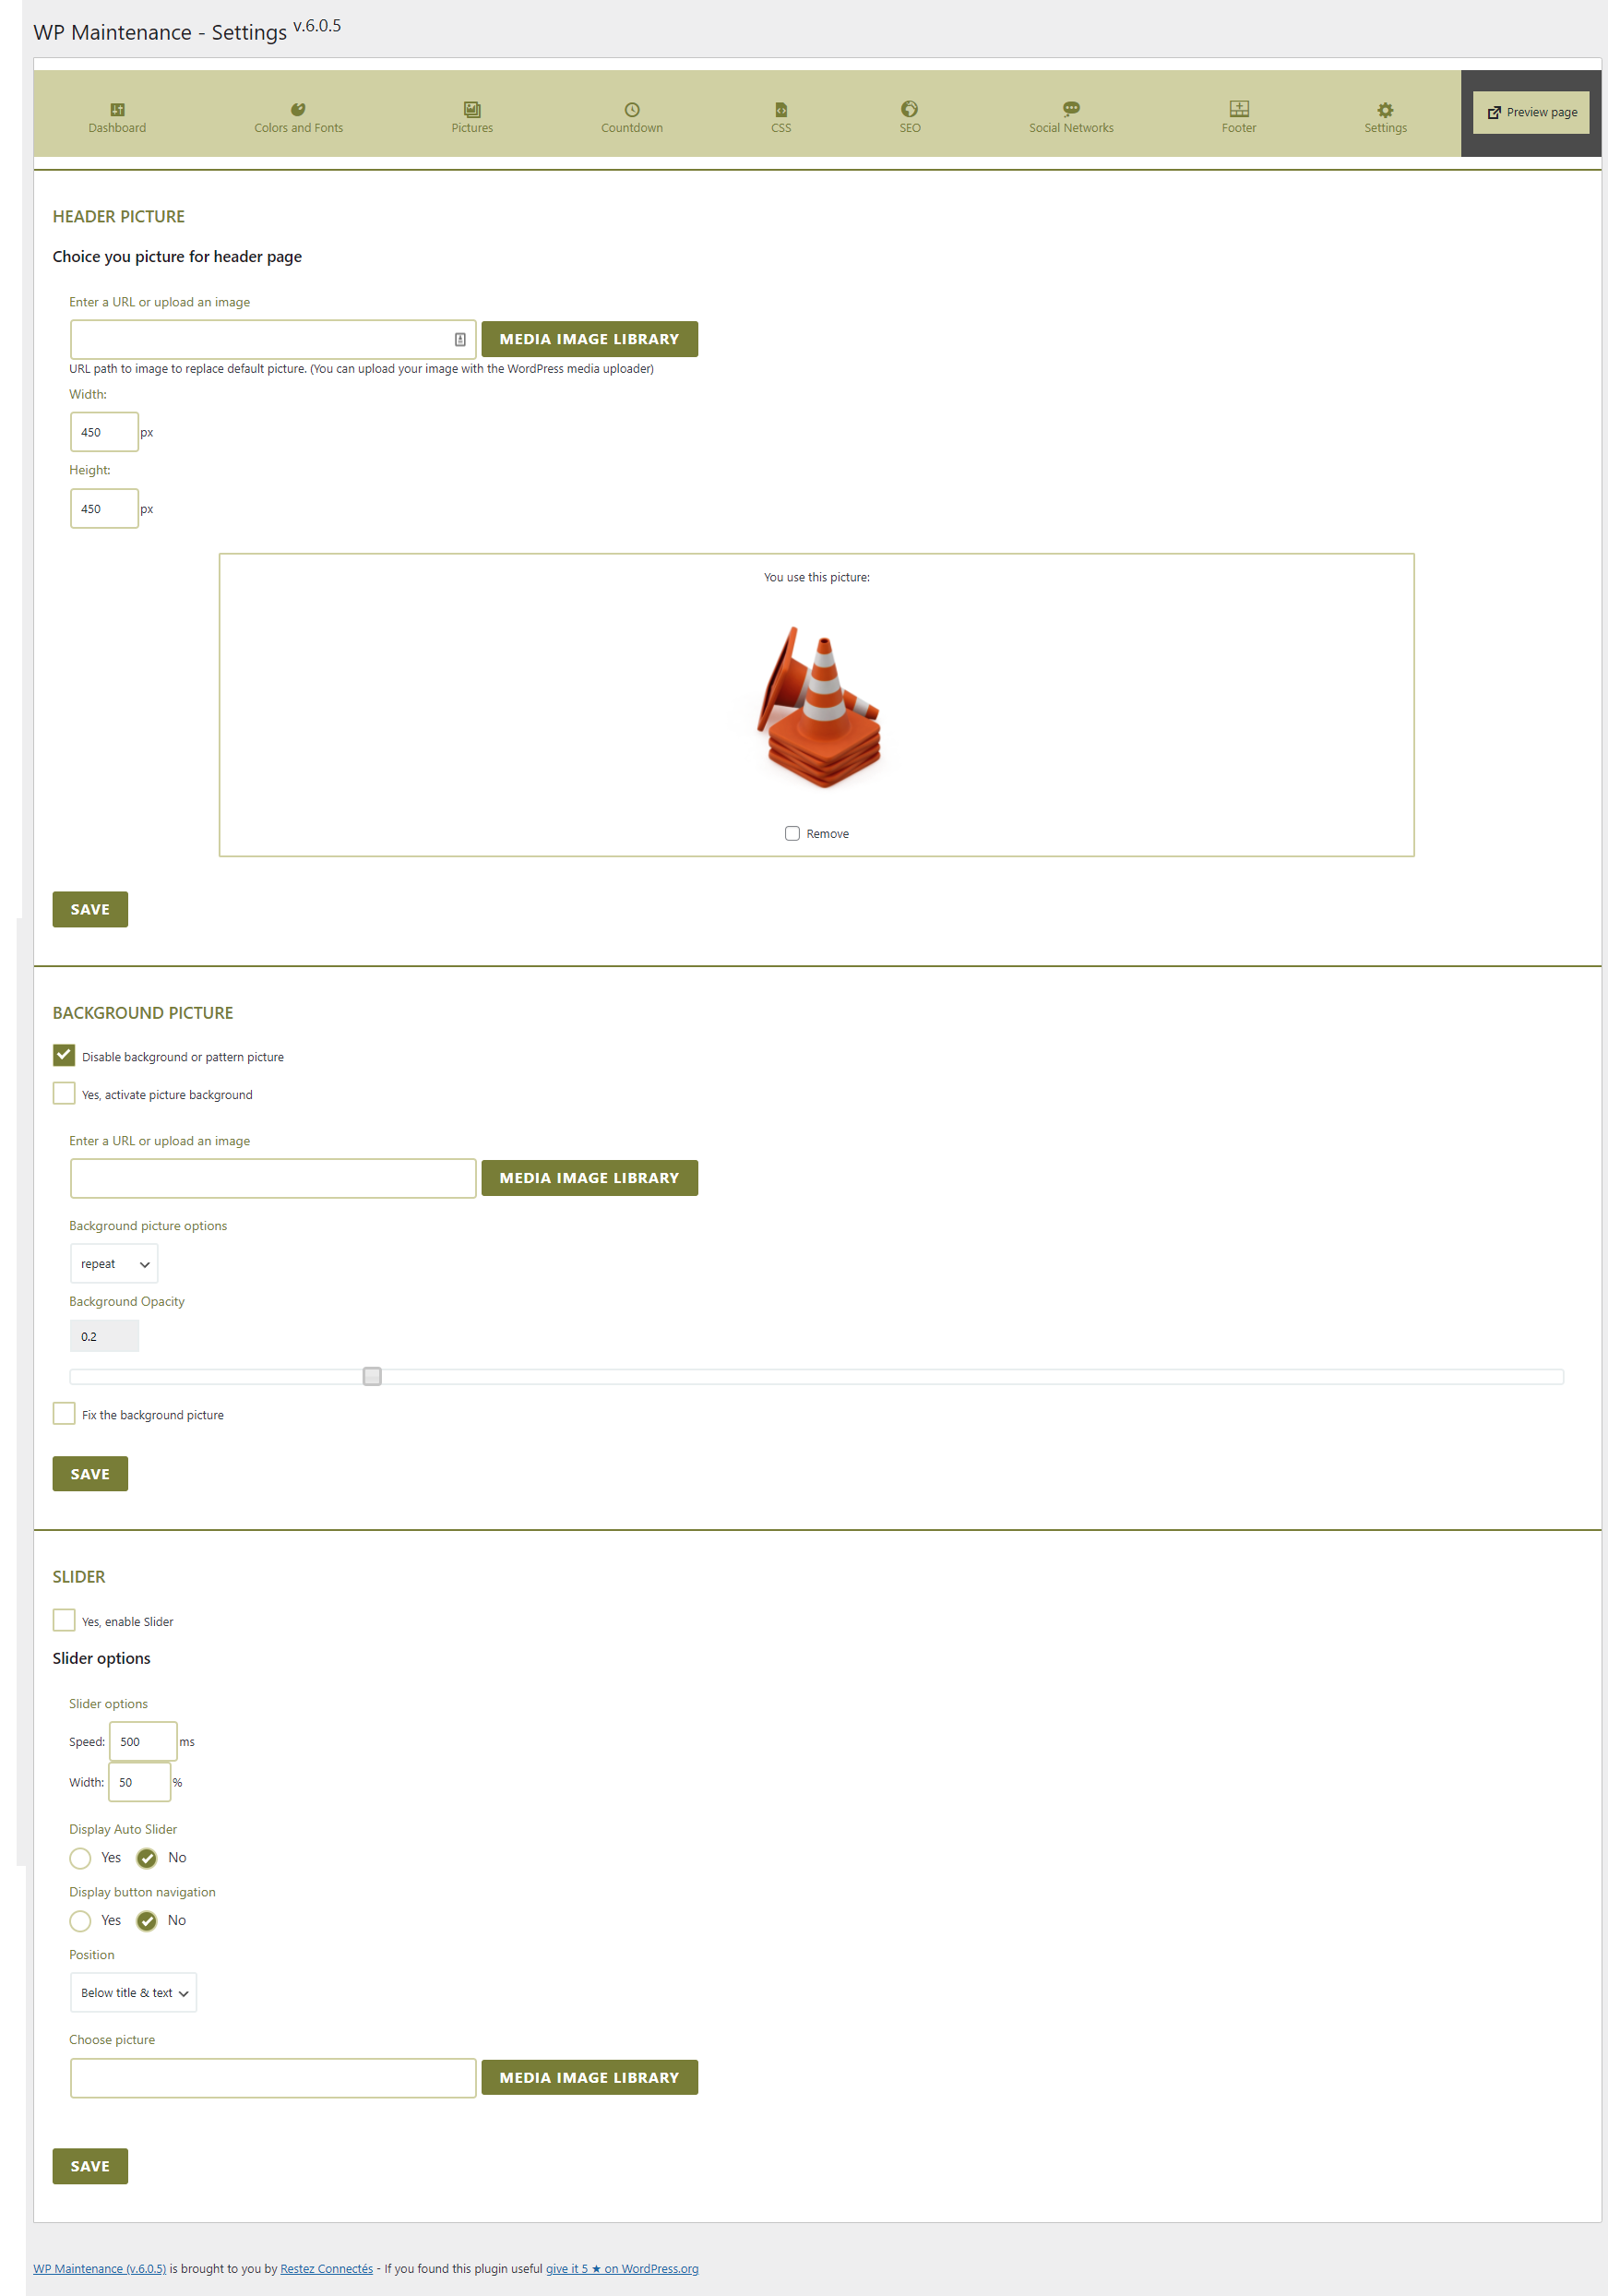 WP Maintenance - Settings v.6.0.5
Dashboard Colors and Fonts Pictures Countdown CSS SEO Social Networks Footer Settings Preview page
HEADER PICTURE
Choice you picture for header page
Enter a URL or upload an image
MEDIA IMAGE LIBRARY
URL path to image to replace default picture. (You can upload your image with the WordPress media uploader)
Width:
450 px
Height:
450 px
You use this picture:
Remove
SAVE
BACKGROUND PICTURE
Disable background or pattern picture
Yes, activate picture background
Enter a URL or upload an image
MEDIA IMAGE LIBRARY
Background picture options
repeat
Background Opacity
0.2
Fix the background picture
SAVE
SLIDER
Yes, enable Slider
Slider options
Slider options
Speed: 500 ms
Width: 50 %
Display Auto Slider
Yes No
Display button navigation
Yes No
Position
Below title & text
Choose picture
MEDIA IMAGE LIBRARY
SAVE
WP Maintenance (v.6.0.5) is brought to you by Restez Connectés - If you found this plugin useful give it 5 ★ on WordPress.org